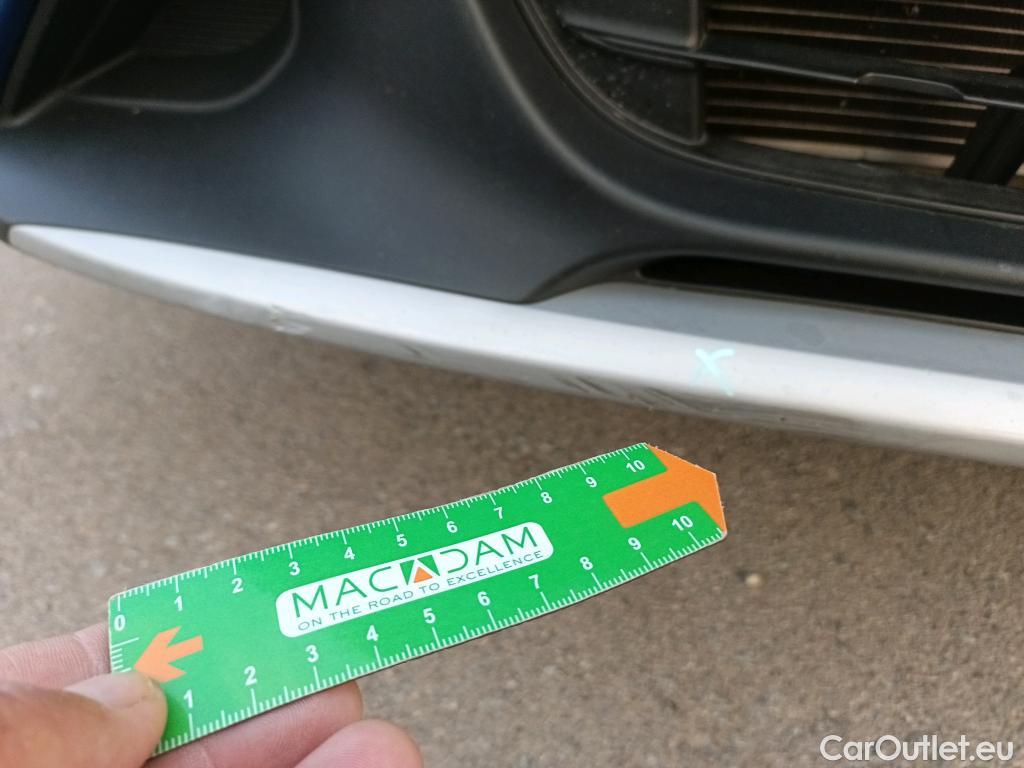 X
0 1 2 3 4 5 6 7 8 9 10
MACADAM
ON THE ROAD TO EXCELLENCE
1 2 3 4 5 6 7 8 9 10
CarOutlet.eu